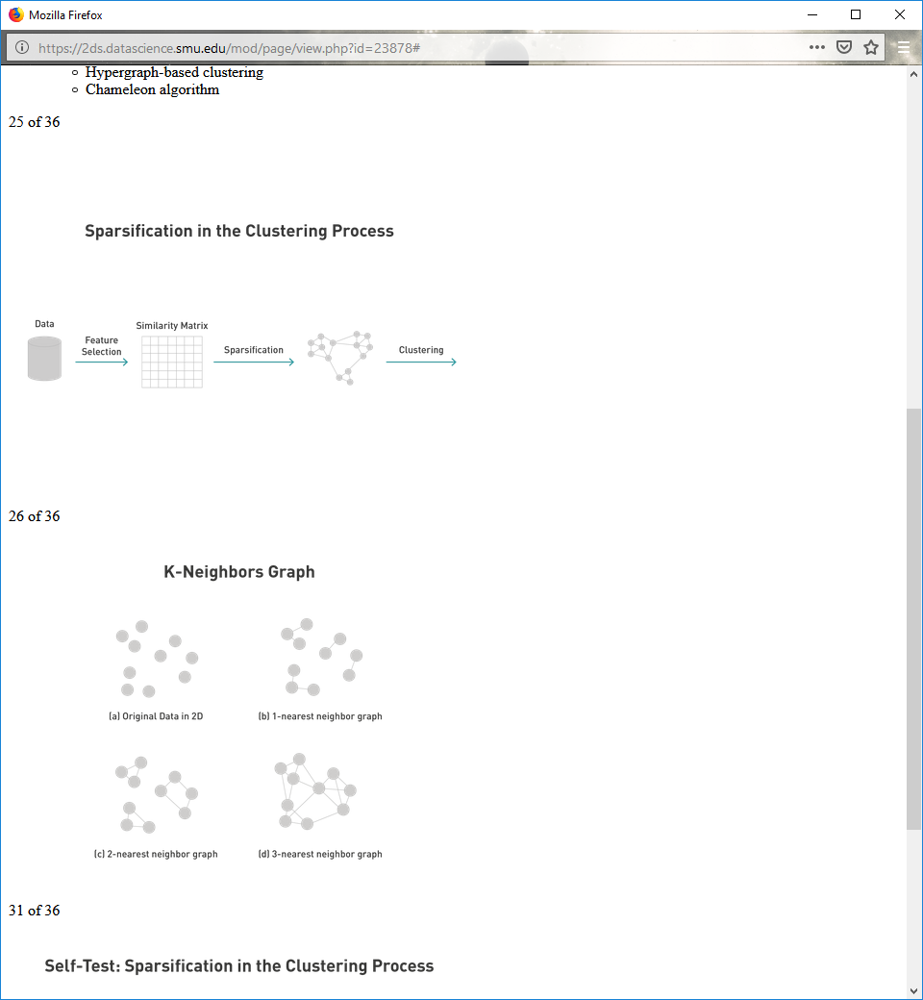 Mozilla Firefox
https://2ds.datascience.smu.edu/mod/page/view.php?id=23878#
Hypergraph-based clustering
Chameleon algorithm
25 of 36
Sparsification in the Clustering Process
Data
Feature
Selection
Similarity Matrix
Sparsification
Clustering
26 of 36
K-Neighbors Graph
(a) Original Data in 2D
(b) 1-nearest neighbor graph
(c) 2-nearest neighbor graph
(d) 3-nearest neighbor graph
31 of 36
Self-Test: Sparsification in the Clustering Process